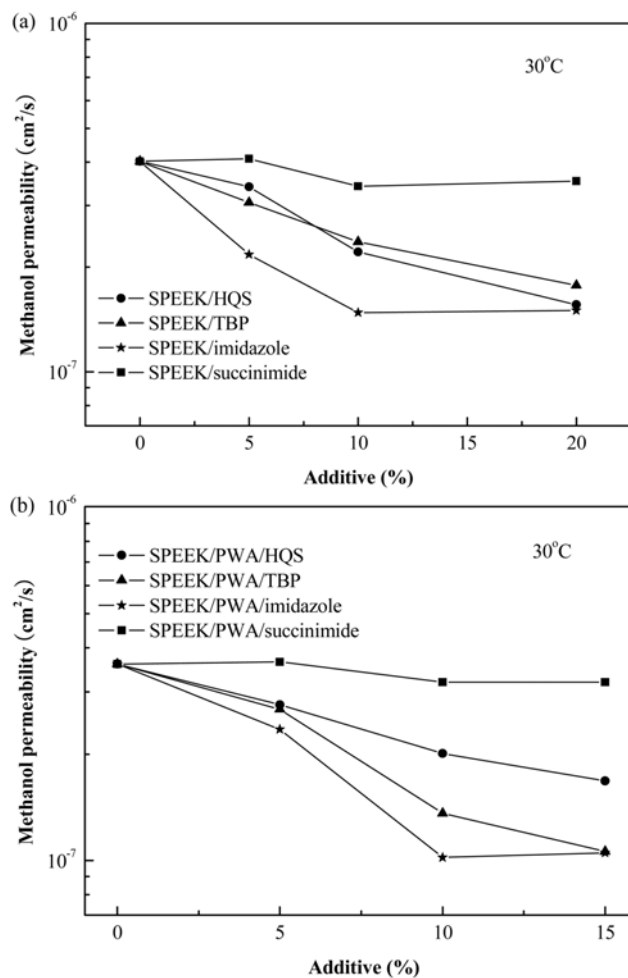 (a)
10⁻⁶
30°C
Methanol permeability (cm²/s)
SPEEK/HQS
SPEEK/TBP
SPEEK/imidazole
SPEEK/succinimide
10⁻⁷
0 5 10 15 20
Additive (%)
(b)
10⁻⁶
SPEEK/PWA/HQS
30°C
SPEEK/PWA/TBP
SPEEK/PWA/imidazole
SPEEK/PWA/succinimide
Methanol permeability (cm²/s)
10⁻⁷
0 5 10 15
Additive (%)